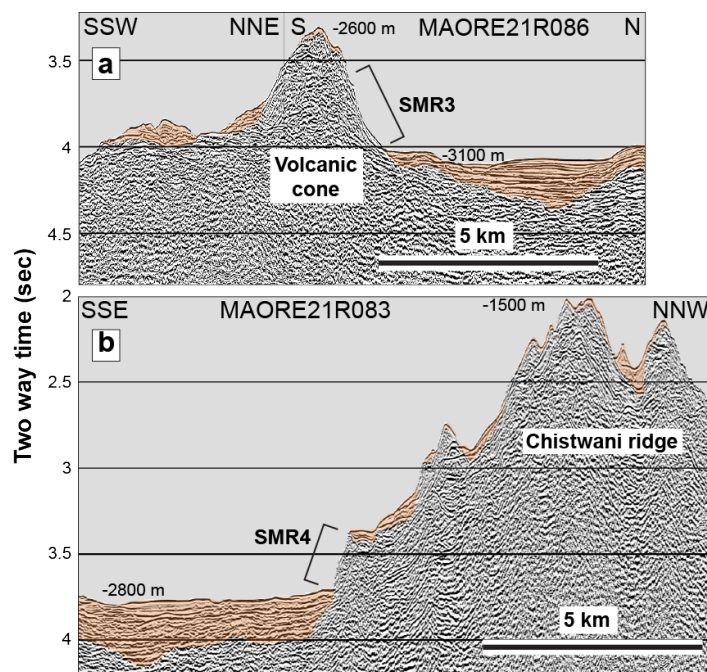 SSW NNE S -2600 m MAORE21R086 N
3.5
a
SMR3
4
-3100 m
Volcanic
cone
5 km
4.5
Two way time (sec)
2
SSE MAORE21R083 -1500 m NNW
b
2.5
Chistwani ridge
3
SMR4
3.5
-2800 m
5 km
4